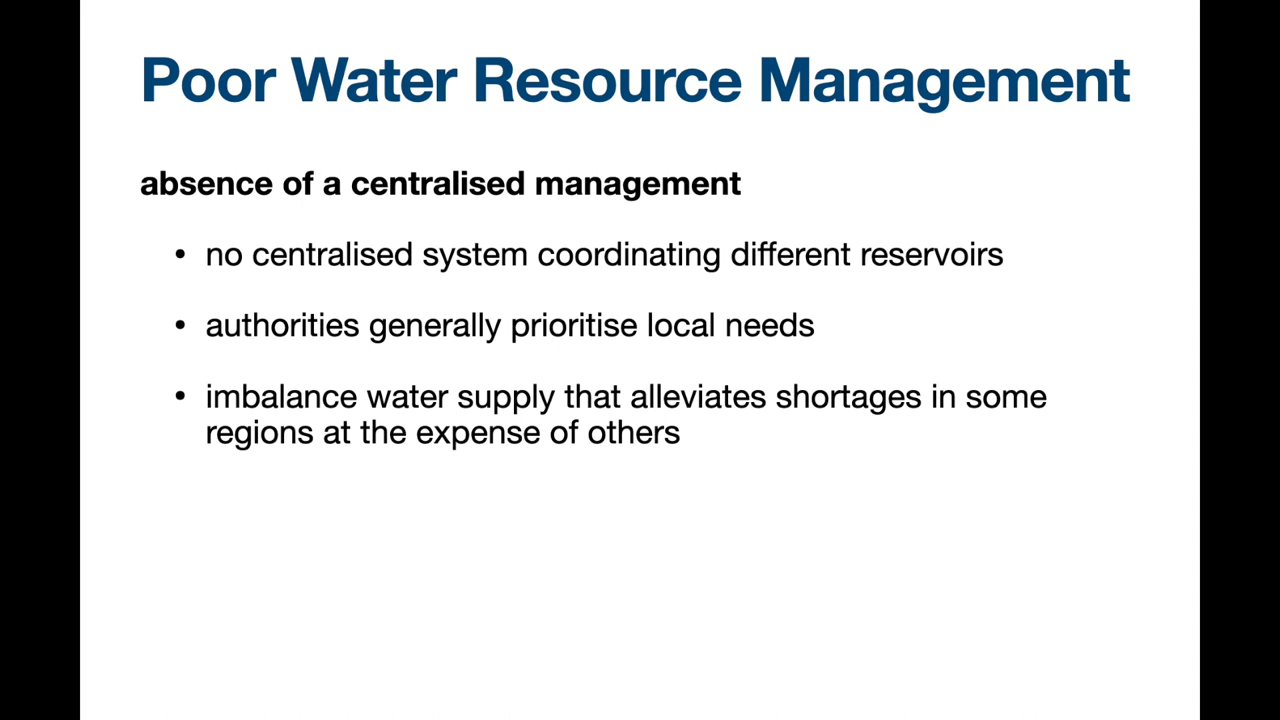 Poor Water Resource Management
absence of a centralised management
• no centralised system coordinating different reservoirs
• authorities generally prioritise local needs
• imbalance water supply that alleviates shortages in some
regions at the expense of others